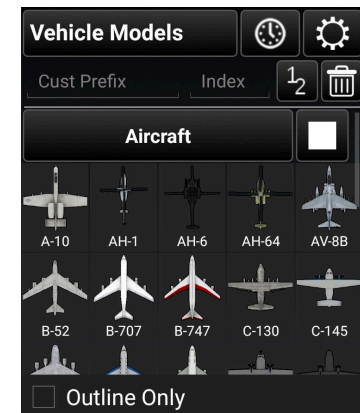 Vehicle Models
Cust Prefix Index 1 2
Aircraft
A-10 AH-1 AH-6 AH-64 AV-8B
B-52 B-707 B-747 C-130 C-145
Outline Only